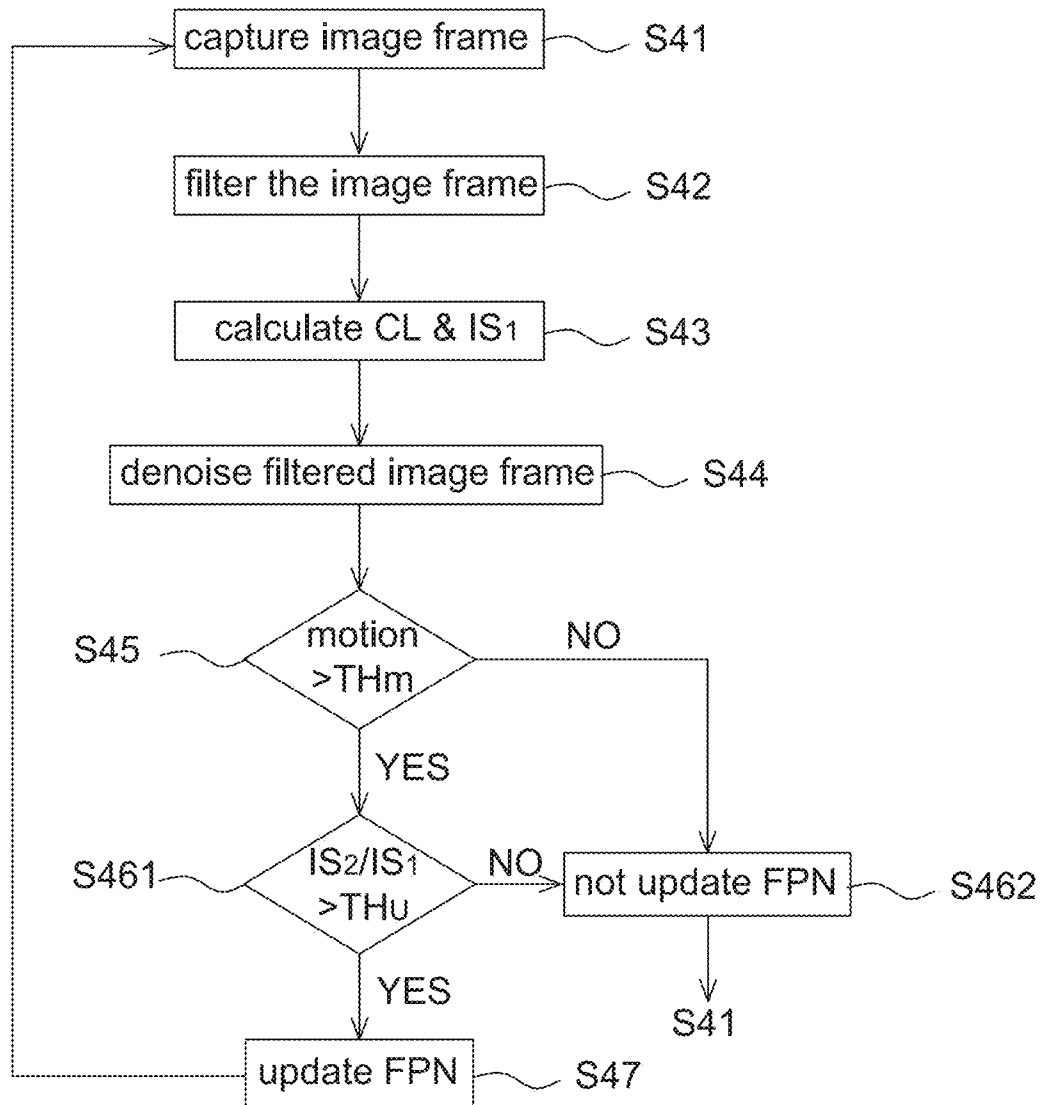 capture image frame
S41
filter the image frame
S42
calculate CL & IS1
S43
denoise filtered image frame
S44
S45
motion
>THm
NO
YES
S461
IS2/IS1
>THU
NO
not update FPN
S462
YES
S41
update FPN
S47